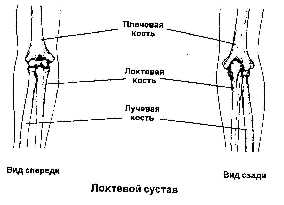 Плечевая
кость
Локтевая
кость
Лучевая
кость
Вид спереди
Вид сзади
Локтевой сустав